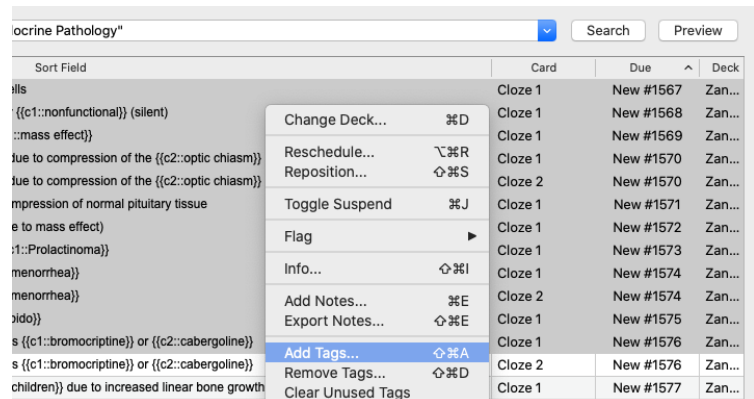 ocrine Pathology" Search Preview
Sort Field Card Due Deck
ells Cloze 1 New #1567 Zan...
r {{c1::nonfunctional}} (silent) Cloze 1 New #1568 Zan...
::mass effect}} Change Deck... ⌘D Cloze 1 New #1569 Zan...
due to compression of the {{c2::optic chiasm}} Reschedule... ⌥⌘R Cloze 1 New #1570 Zan...
due to compression of the {{c2::optic chiasm}} Reposition... ⇧⌘S Cloze 2 New #1570 Zan...
mpression of normal pituitary tissue Toggle Suspend ⌘J Cloze 1 New #1571 Zan...
e to mass effect) Flag Cloze 1 New #1572 Zan...
c1::Prolactinoma}} Cloze 1 New #1573 Zan...
menorrhea}} Info... ⇧⌘I Cloze 1 New #1574 Zan...
menorrhea}} Add Notes... ⌘E Cloze 2 New #1574 Zan...
bido}} Export Notes... ⇧⌘E Cloze 1 New #1575 Zan...
s {{c1::bromocriptine}} or {{c2::cabergoline}} Cloze 1 New #1576 Zan...
s {{c1::bromocriptine}} or {{c2::cabergoline}} Add Tags... ⇧⌘A Cloze 2 New #1576 Zan...
children}} due to increased linear bone growth Remove Tags... ⇧⌘D Cloze 1 New #1577 Zan...
Clear Unused Tags